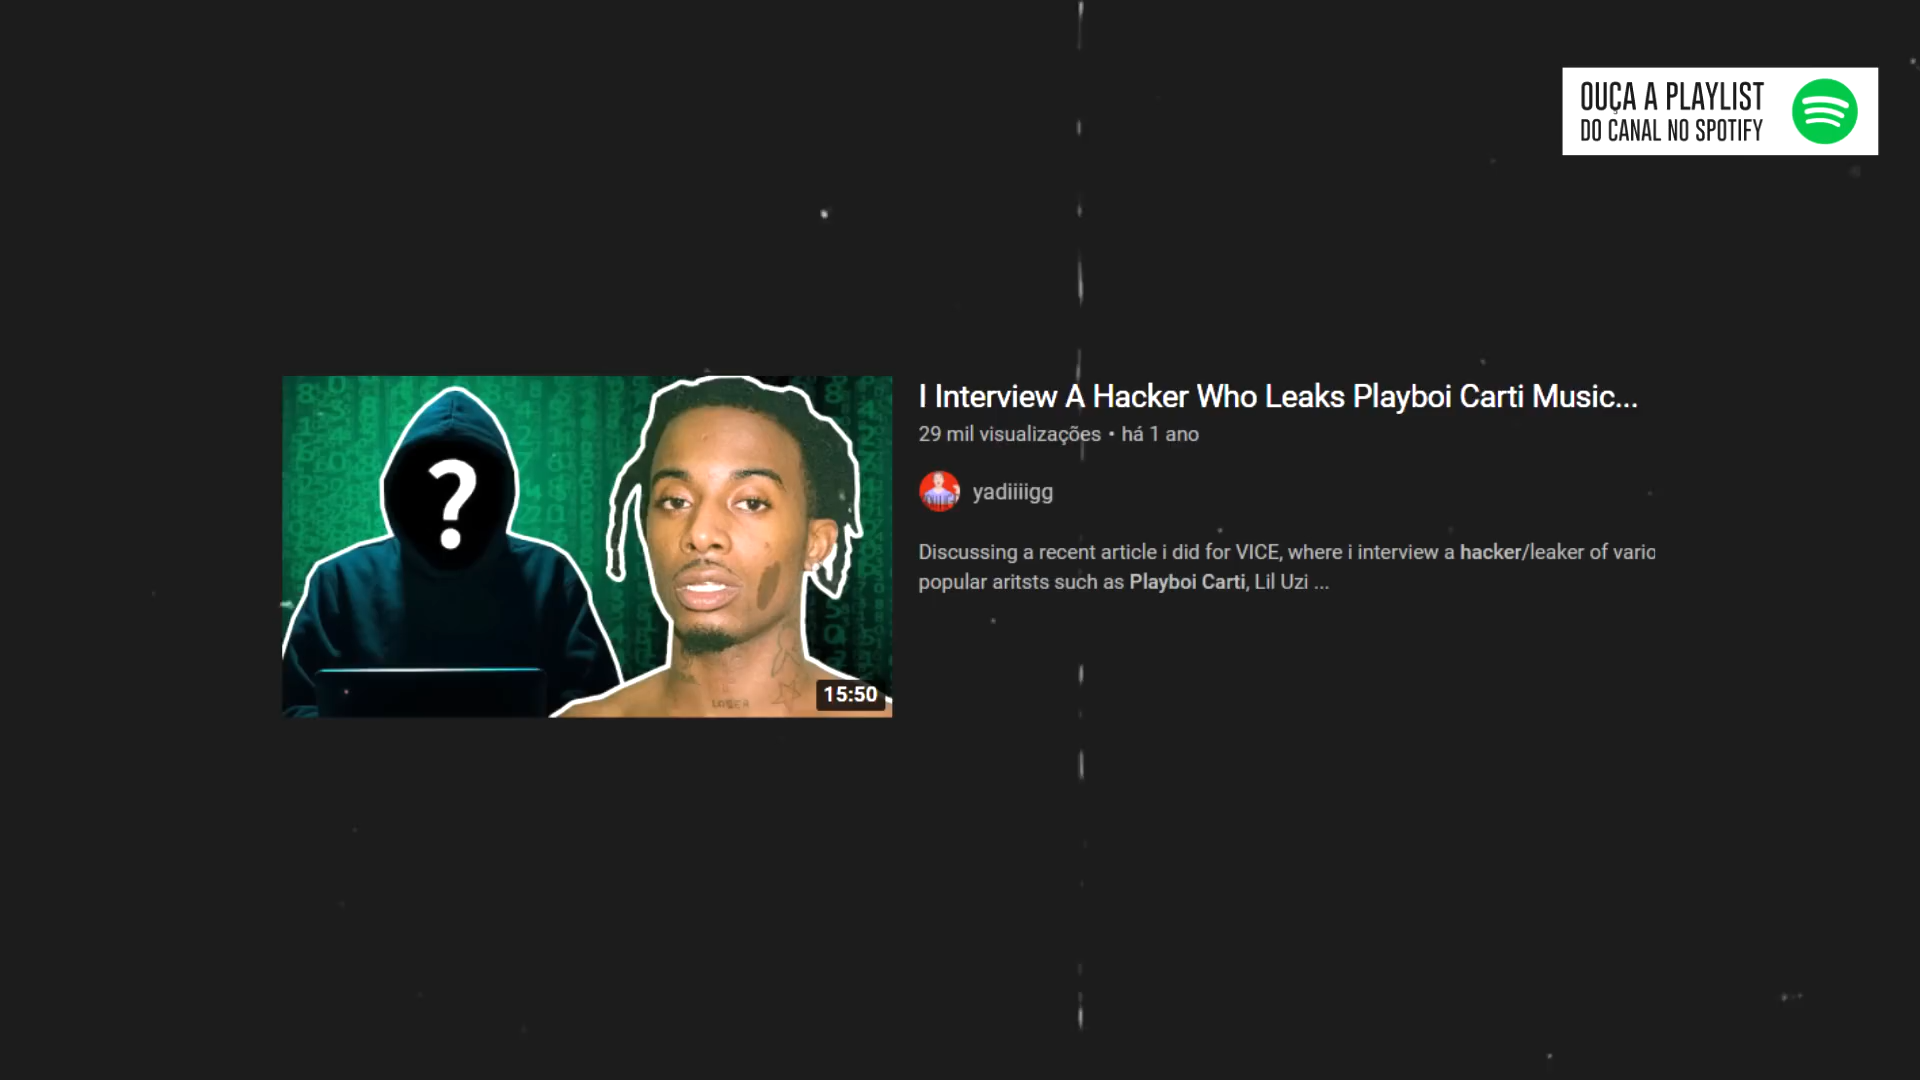 OUÇA A PLAYLIST
DO CANAL NO SPOTIFY
I Interview A Hacker Who Leaks Playboi Carti Music...
29 mil visualizações • há 1 ano
yadiiiigg
Discussing a recent article i did for VICE, where i interview a hacker/leaker of vario
popular aritsts such as Playboi Carti, Lil Uzi ...
?
15:50